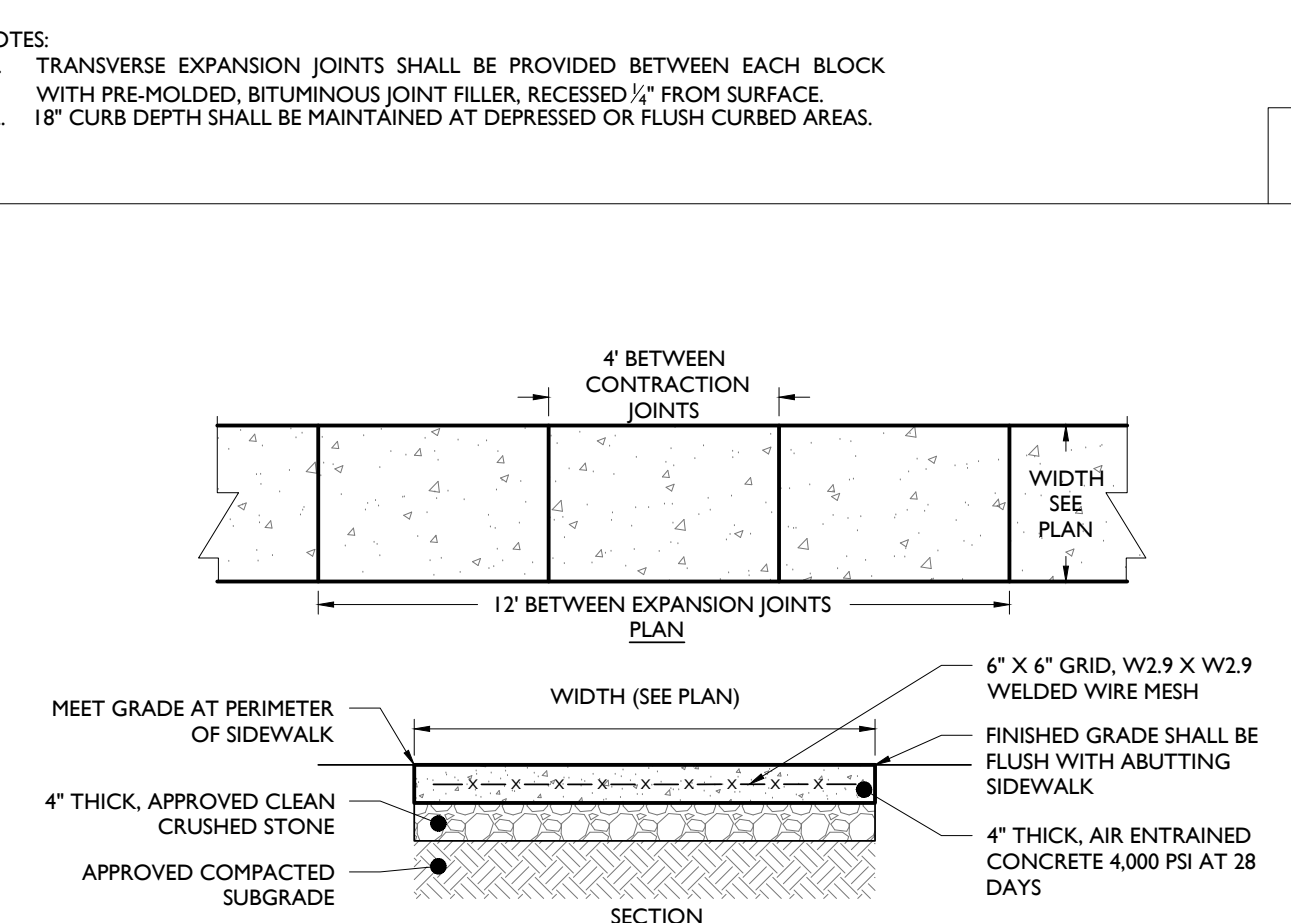 OTES:
TRANSVERSE EXPANSION JOINTS SHALL BE PROVIDED BETWEEN EACH BLOCK
WITH PRE-MOLDED, BITUMINOUS JOINT FILLER, RECESSED ¼" FROM SURFACE.
18" CURB DEPTH SHALL BE MAINTAINED AT DEPRESSED OR FLUSH CURBED AREAS.
4' BETWEEN
CONTRACTION
JOINTS
WIDTH
SEE
PLAN
12' BETWEEN EXPANSION JOINTS
PLAN
WIDTH (SEE PLAN)
6" X 6" GRID, W2.9 X W2.9
WELDED WIRE MESH
MEET GRADE AT PERIMETER
OF SIDEWALK
FINISHED GRADE SHALL BE
FLUSH WITH ABUTTING
SIDEWALK
4" THICK, APPROVED CLEAN
CRUSHED STONE
4" THICK, AIR ENTRAINED
CONCRETE 4,000 PSI AT 28
DAYS
APPROVED COMPACTED
SUBGRADE
SECTION